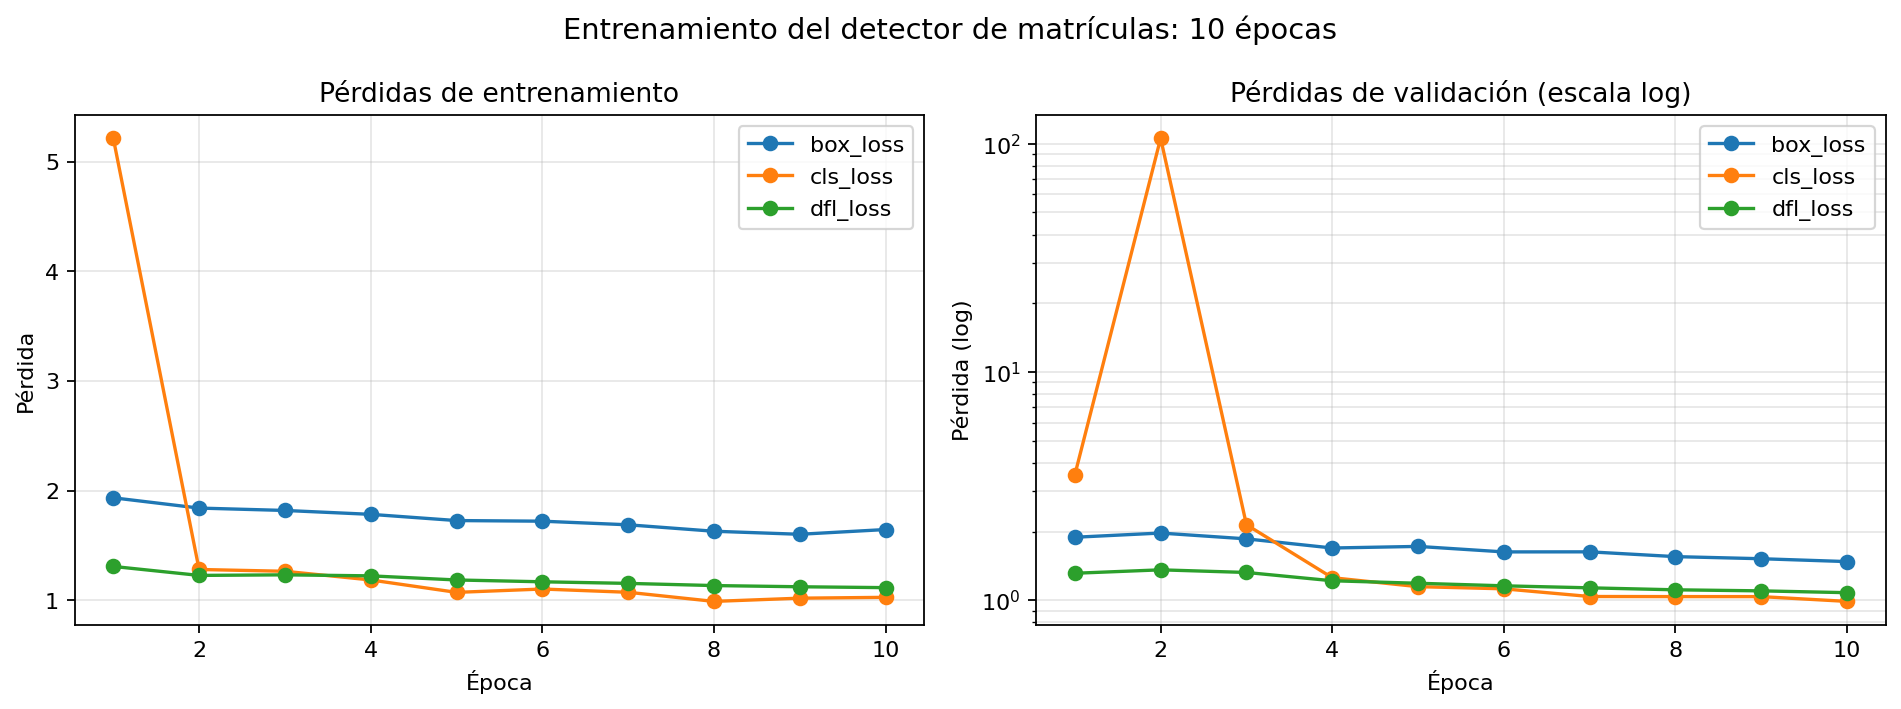 Entrenamiento del detector de matrículas: 10 épocas
Pérdidas de entrenamiento
Pérdida
5
4
3
2
1
2
4
6
8
10
Época
box_loss
cls_loss
dfl_loss
Pérdidas de validación (escala log)
Pérdida (log)
10²
10¹
10⁰
2
4
6
8
10
Época
box_loss
cls_loss
dfl_loss